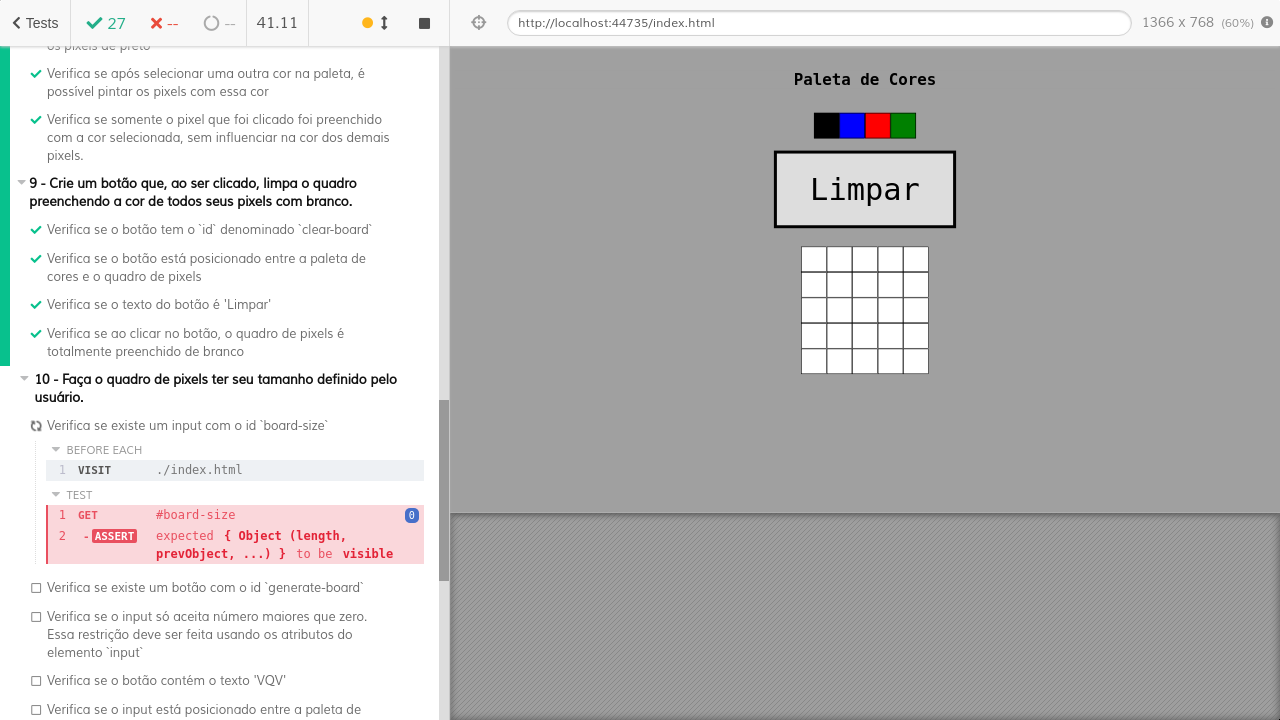 Tests
27
--
--
41.11
http://localhost:44735/index.html
1366 x 768 (60%)
os pixels de preto
Verifica se após selecionar uma outra cor na paleta, é
possível pintar os pixels com essa cor
Verifica se somente o pixel que foi clicado foi preenchido
com a cor selecionada, sem influenciar na cor dos demais
pixels.
9 - Crie um botão que, ao ser clicado, limpa o quadro
preenchendo a cor de todos seus pixels com branco.
Verifica se o botão tem o `id` denominado `clear-board`
Verifica se o botão está posicionado entre a paleta de
cores e o quadro de pixels
Verifica se o texto do botão é 'Limpar'
Verifica se ao clicar no botão, o quadro de pixels é
totalmente preenchido de branco
10 - Faça o quadro de pixels ter seu tamanho definido pelo
usuário.
Verifica se existe um input com o id `board-size`
BEFORE EACH
1 VISIT ./index.html
TEST
1 GET #board-size 0
2 - ASSERT expected { Object (length,
prevObject, ...) } to be visible
Verifica se existe um botão com o id `generate-board`
Verifica se o input só aceita número maiores que zero.
Essa restrição deve ser feita usando os atributos do
elemento `input`
Verifica se o botão contém o texto 'VQV'
Verifica se o input está posicionado entre a paleta de
Paleta de Cores
Limpar